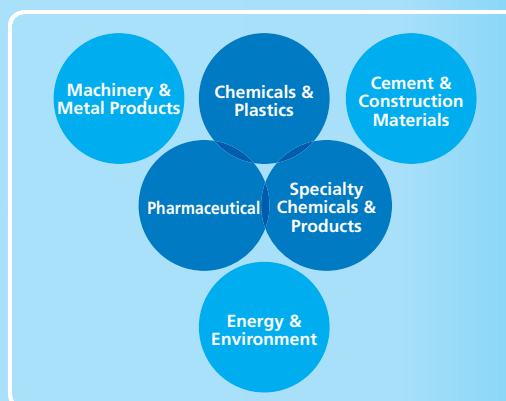 Machinery &
Metal Products
Chemicals &
Plastics
Cement &
Construction
Materials
Pharmaceutical
Specialty
Chemicals &
Products
Energy &
Environment